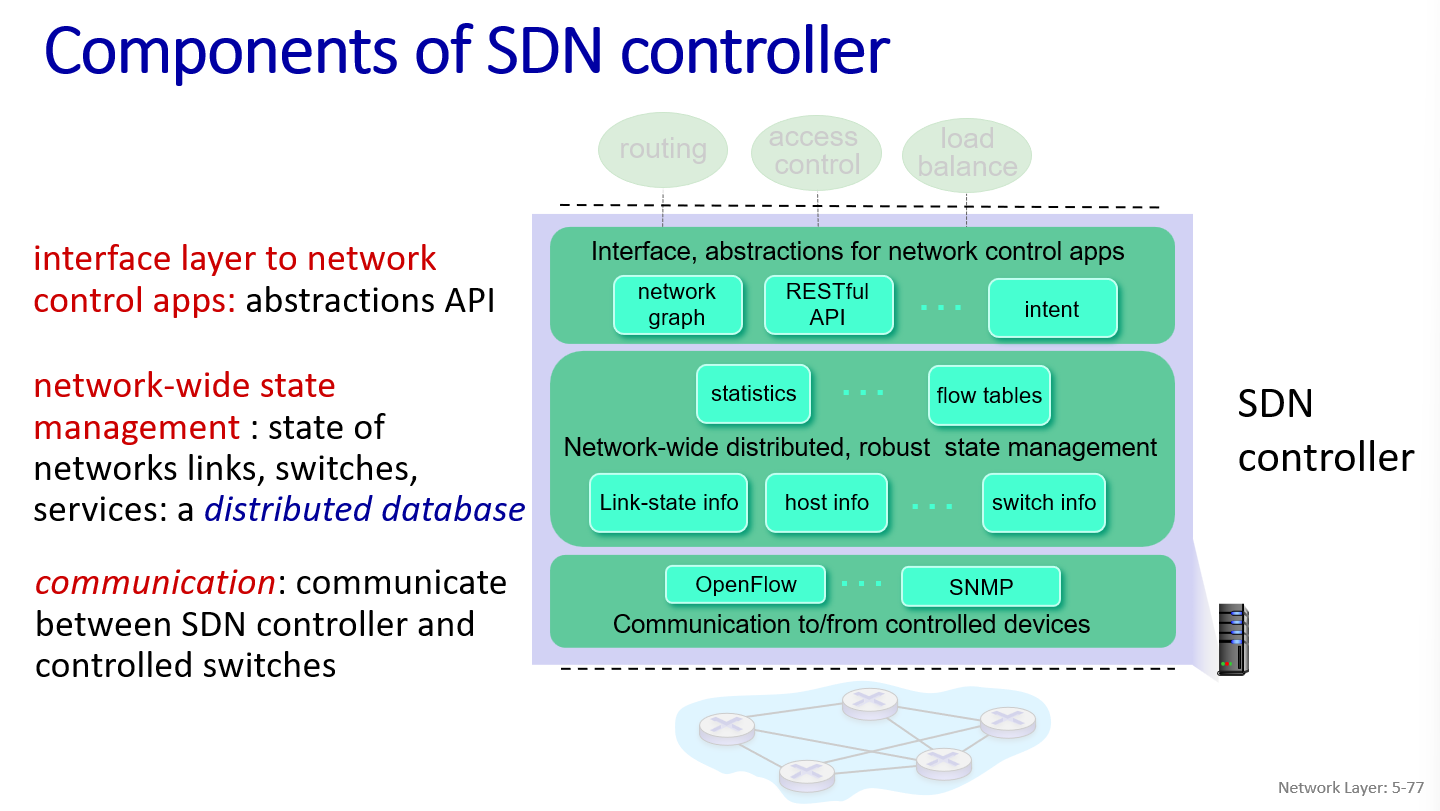 Components of SDN controller
routing
access
control
load
balance
interface layer to network
control apps: abstractions API
network-wide state
management : state of
networks links, switches,
services: a distributed database
communication: communicate
between SDN controller and
controlled switches
Interface, abstractions for network control apps
network
graph
RESTful
API
. . .
intent
statistics
. . .
flow tables
Network-wide distributed, robust  state management
Link-state info
host info
. . .
switch info
OpenFlow
. . .
SNMP
Communication to/from controlled devices
SDN
controller
Network Layer: 5-77